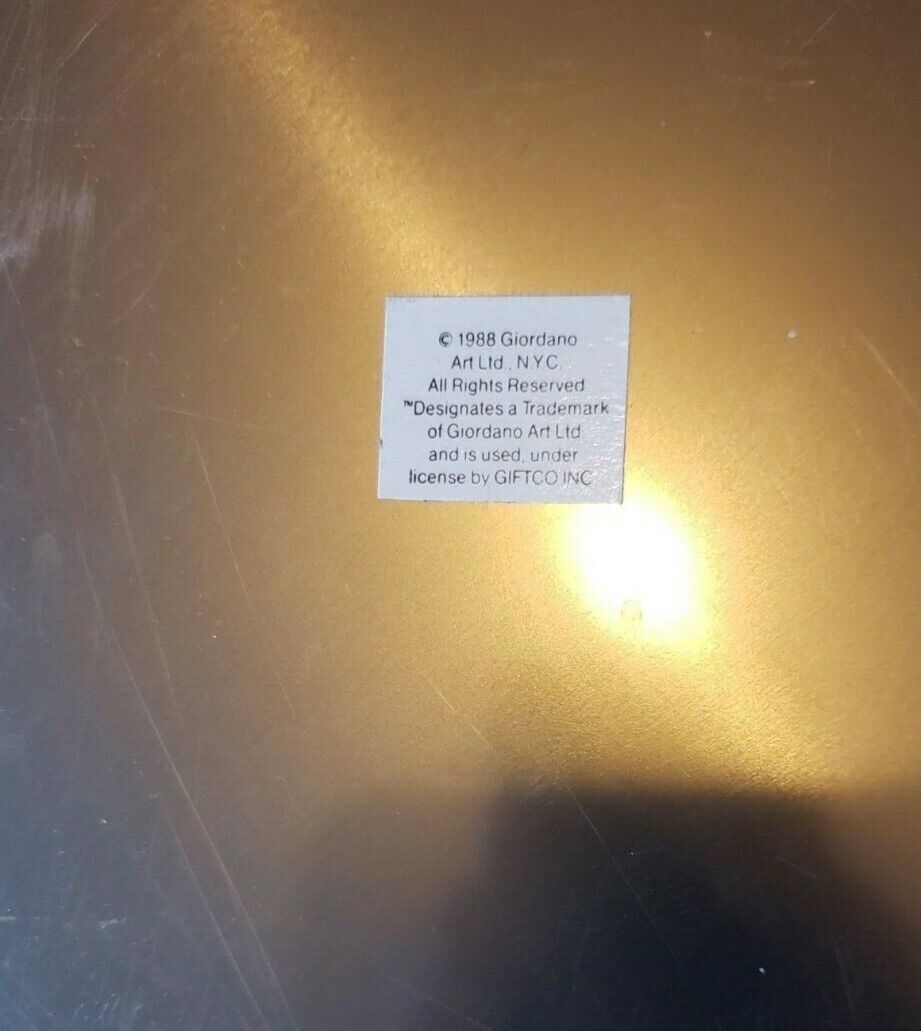 © 1988 Giordano
Art Ltd., N.Y.C.
All Rights Reserved
™Designates a Trademark
of Giordano Art Ltd
and is used, under
license by GIFTCO INC